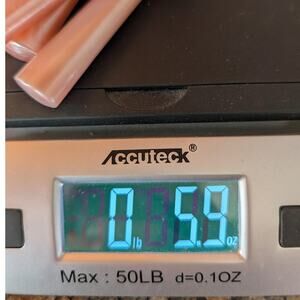 Accuteck®
0 lb 5.9 oz
Max : 50LB d=0.1OZ